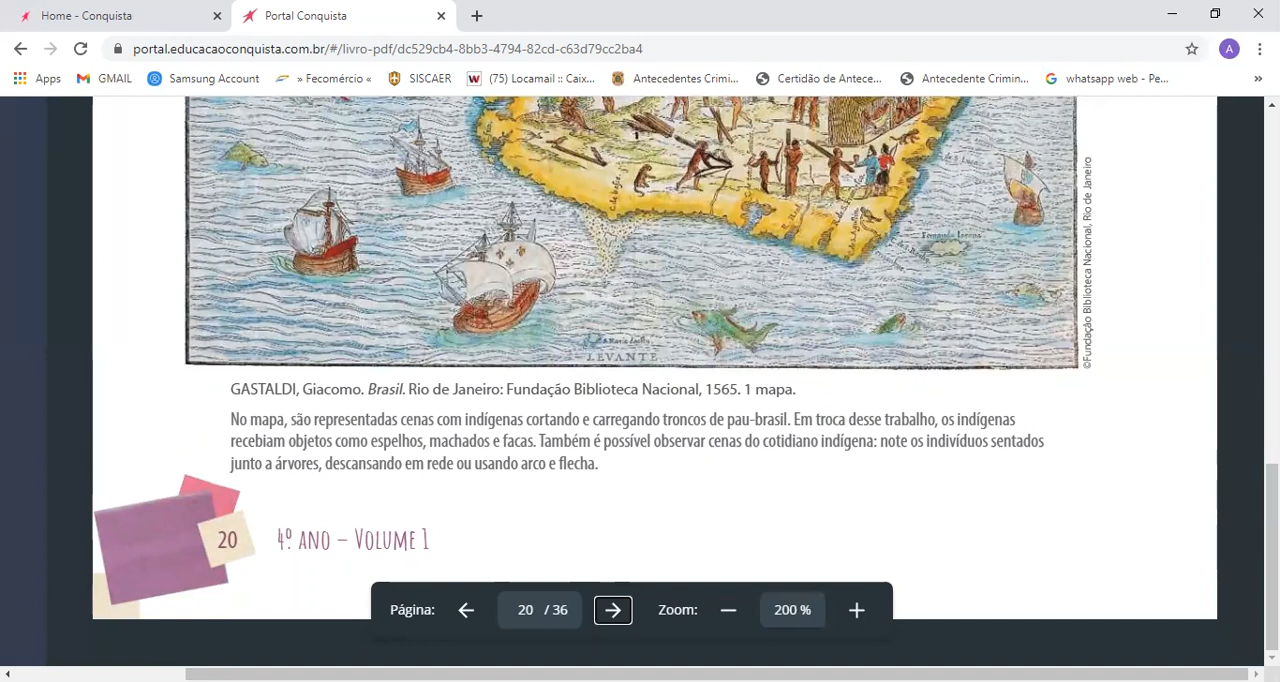 Home - Conquista
Portal Conquista
portal.educacaoconquista.com.br/#/livro-pdf/dc529cb4-8bb3-4794-82cd-c63d79cc2ba4
A
Apps
GMAIL
Samsung Account
» Fecomércio «
SISCAER
(75) Locamail :: Caix...
Antecedentes Crimi...
Certidão de Antece...
Antecedente Crimin...
whatsapp web - Pe...
»
©Fundação Biblioteca Nacional, Rio de Janeiro
LEVANTE
GASTALDI, Giacomo. Brasil. Rio de Janeiro: Fundação Biblioteca Nacional, 1565. 1 mapa.
No mapa, são representadas cenas com indígenas cortando e carregando troncos de pau-brasil. Em troca desse trabalho, os indígenas
recebiam objetos como espelhos, machados e facas. Também é possível observar cenas do cotidiano indígena: note os indivíduos sentados
junto a árvores, descansando em rede ou usando arco e flecha.
20
4º. ano – Volume 1
Página:
20 / 36
Zoom:
200 %